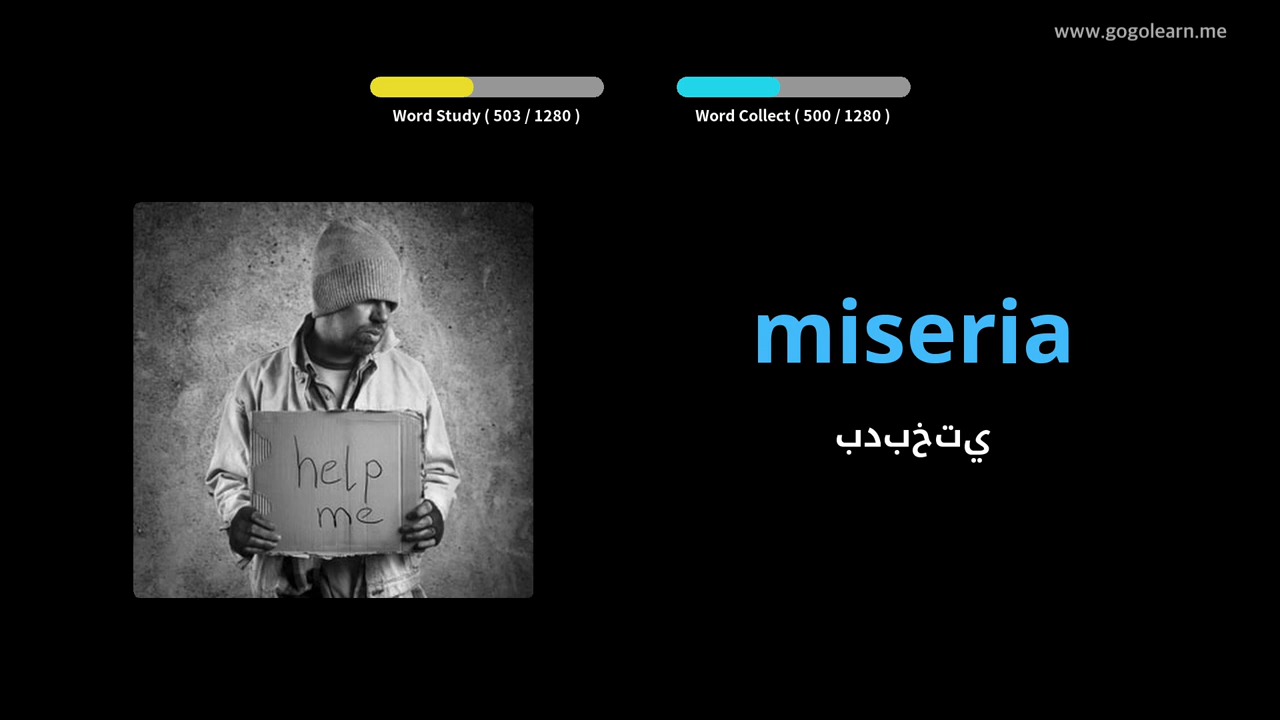 www.gogolearn.me
Word Study ( 503 / 1280 )
Word Collect ( 500 / 1280 )
help
me
miseria
بدبختي